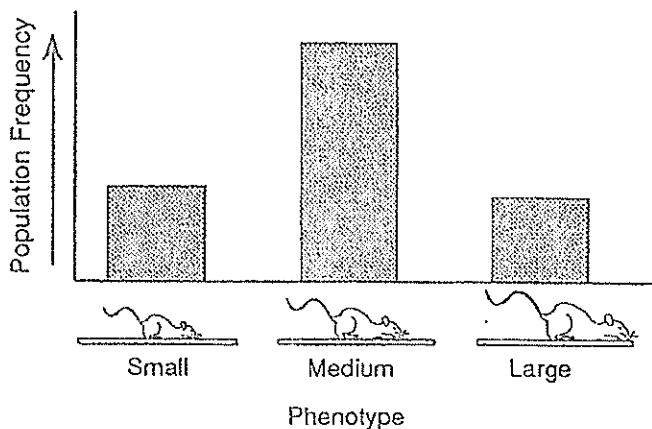 Population Frequency
Small
Medium
Large
Phenotype